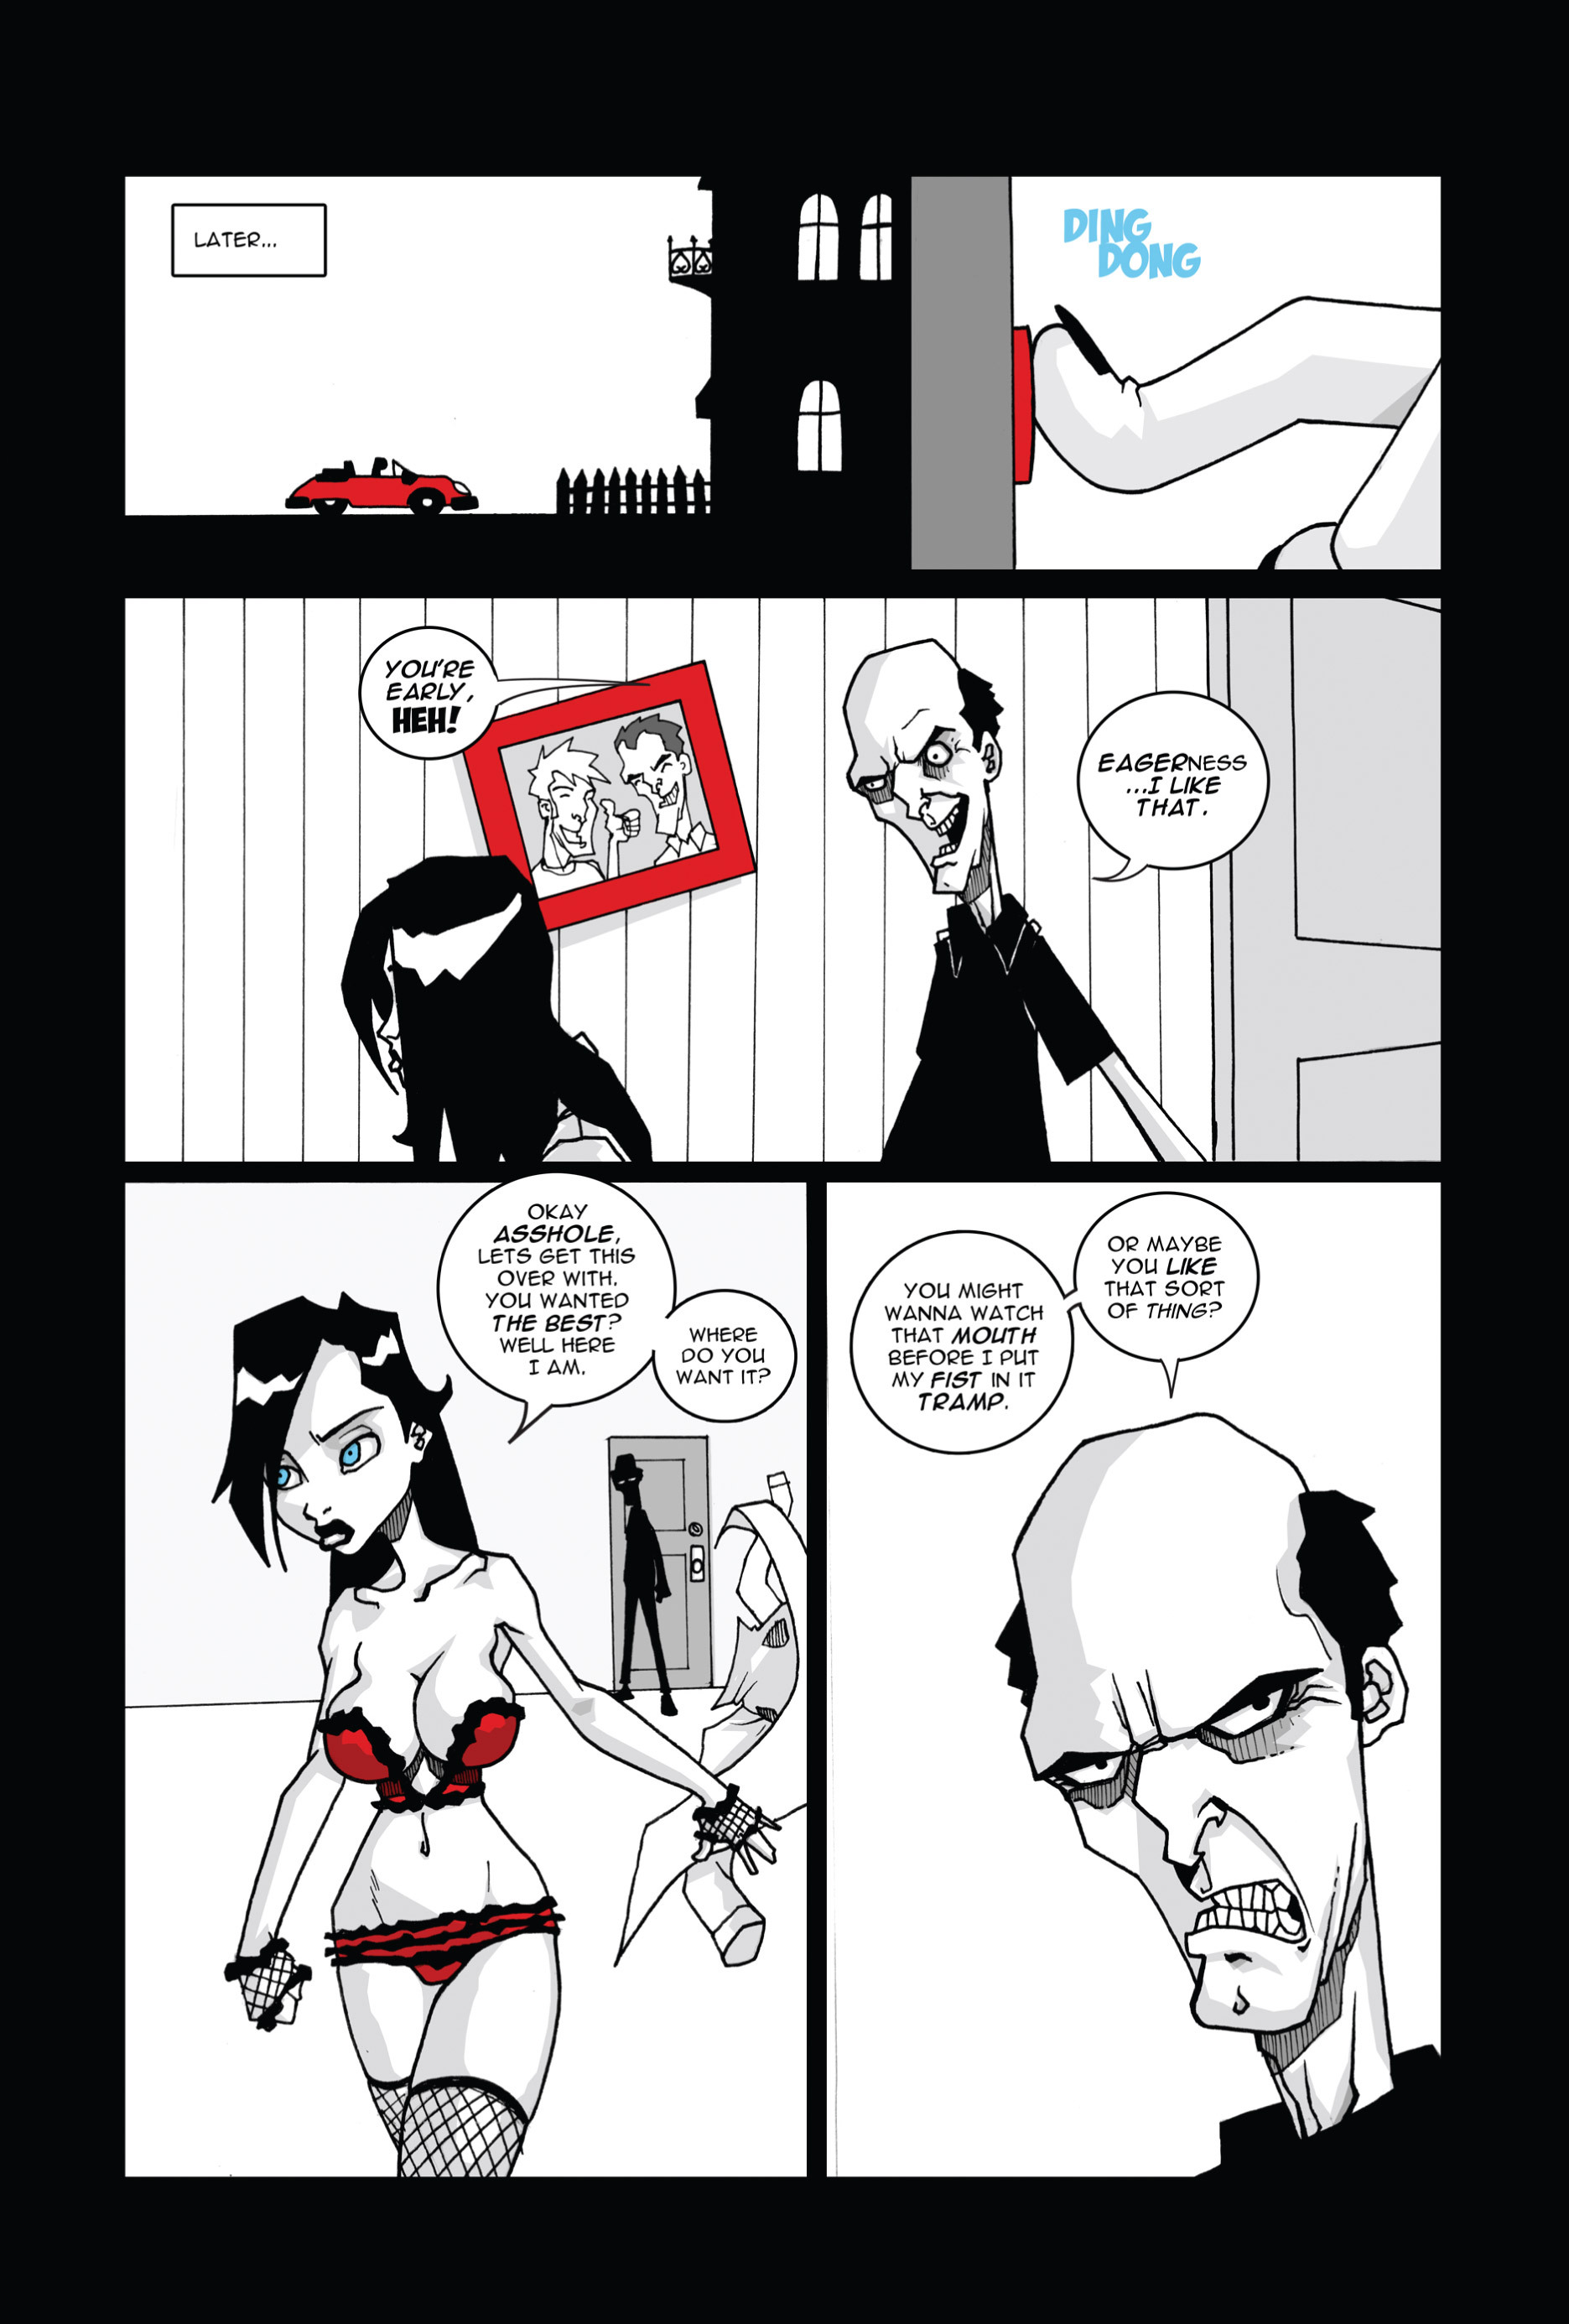 LATER...
DING
DONG
YOU'RE
EARLY,
HEH!
EAGERNESS
...I LIKE
THAT.
OKAY
ASSHOLE,
LETS GET THIS
OVER WITH.
YOU WANTED
THE BEST?
WELL HERE
I AM.
WHERE
DO YOU
WANT IT?
YOU MIGHT
WANNA WATCH
THAT MOUTH
BEFORE I PUT
MY FIST IN IT
TRAMP.
OR MAYBE
YOU LIKE
THAT SORT
OF THING?